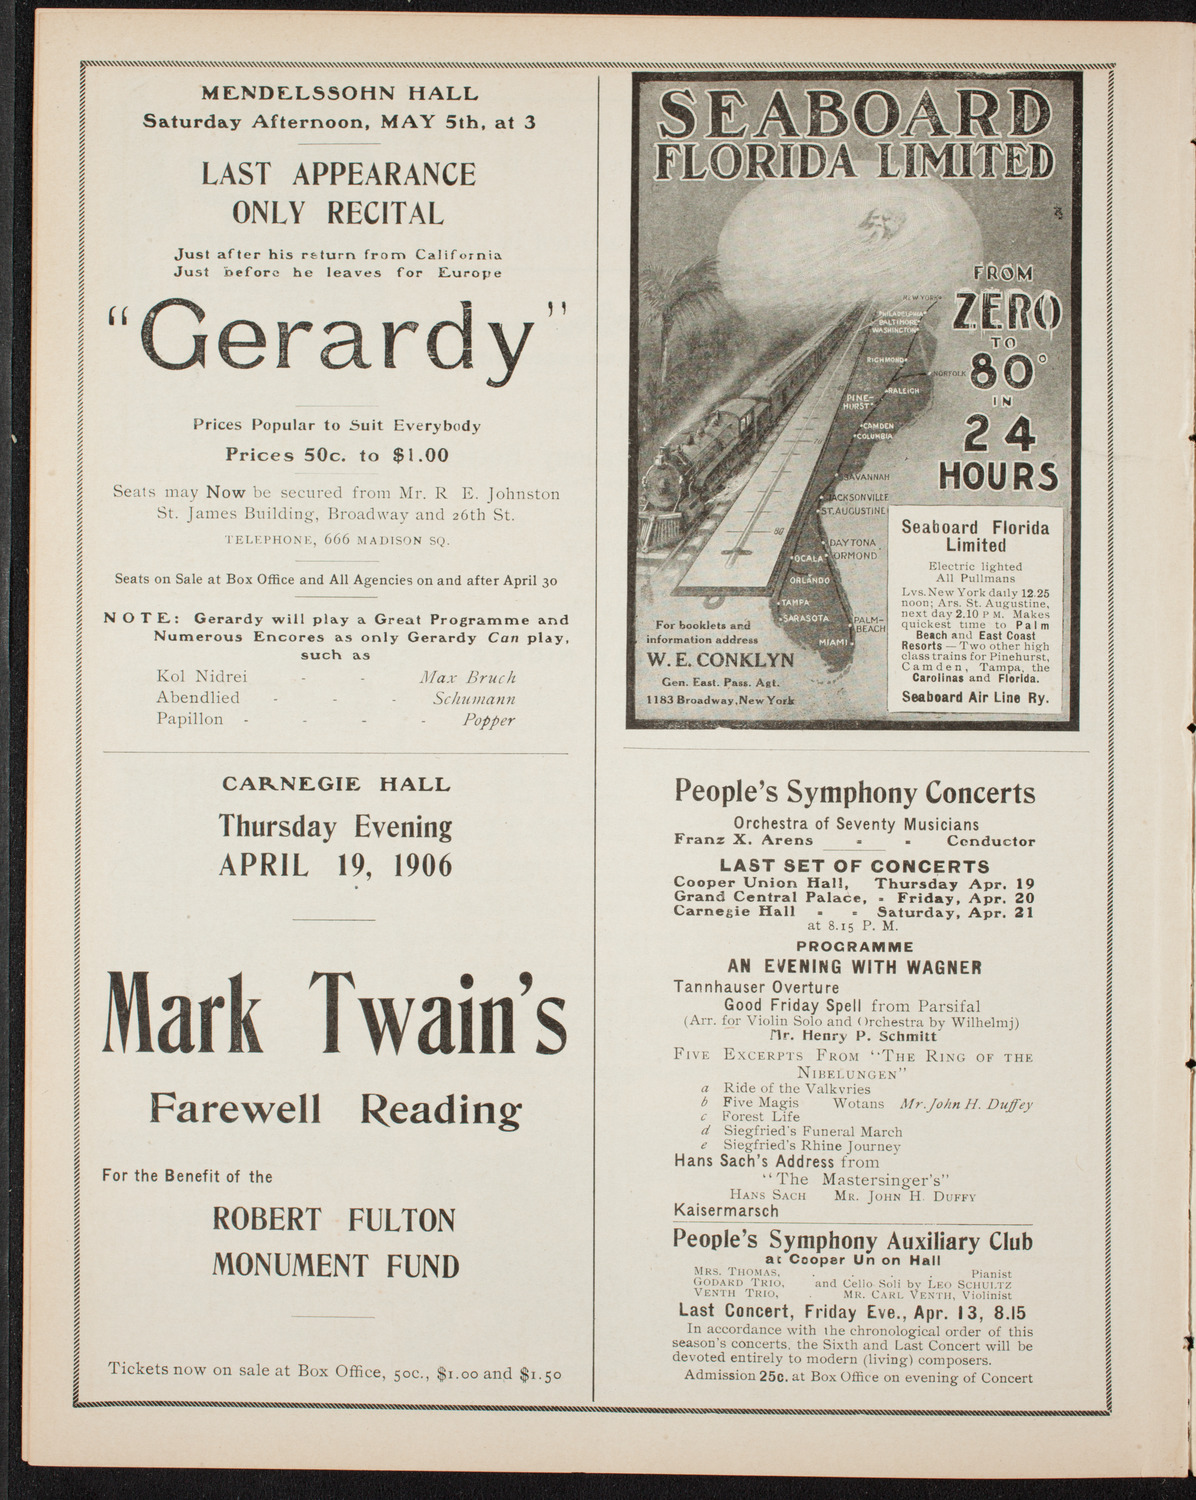 MENDELSSOHN HALL
Saturday Afternoon, MAY 5th, at 3
LAST APPEARANCE
ONLY RECITAL
Just after his return from California
Just before he leaves for Europe
"Gerardy"
Prices Popular to Suit Everybody
Prices 50c. to $1.00
Seats may Now be secured from Mr. R E. Johnston
St. James Building, Broadway and 26th St.
TELEPHONE, 666 MADISON SQ.
Seats on Sale at Box Office and All Agencies on and after April 30
NOTE: Gerardy will play a Great Programme and
Numerous Encores as only Gerardy Can play,
such as
Kol Nidrei - - Max Bruch
Abendlied - - - Schumann
Papillon - - - - Popper
CARNEGIE HALL
Thursday Evening
APRIL 19, 1906
Mark Twain's
Farewell Reading
For the Benefit of the
ROBERT FULTON
MONUMENT FUND
Tickets now on sale at Box Office, 50c., $1.00 and $1.50
SEABOARD
FLORIDA LIMITED
FROM
ZERO
TO
80°
IN
24
HOURS
NEW YORK
PHILADELPHIA
BALTIMORE
WASHINGTON
RICHMOND
NORFOLK
RALEIGH
PINE-
HURST
CAMDEN
COLUMBIA
70
SAVANNAH
JACKSONVILLE
ST. AUGUSTINE
80
DAYTONA
ORMOND
OCALA
ORLANDO
TAMPA
SARASOTA
PALM-
BEACH
MIAMI
For booklets and
information address
W. E. CONKLYN
Gen. East. Pass. Agt.
1183 Broadway, New York
Seaboard Florida
Limited
Electric lighted
All Pullmans
Lvs. New York daily 12.25
noon; Ars. St. Augustine,
next day 2.10 P M. Makes
quickest time to Palm
Beach and East Coast
Resorts — Two other high
class trains for Pinehurst,
Camden, Tampa, the
Carolinas and Florida.
Seaboard Air Line Ry.
People's Symphony Concerts
Orchestra of Seventy Musicians
Franz X. Arens - - Conductor
LAST SET OF CONCERTS
Cooper Union Hall, Thursday Apr. 19
Grand Central Palace, - Friday, Apr. 20
Carnegie Hall - - Saturday, Apr. 21
at 8.15 P. M.
PROGRAMME
AN EVENING WITH WAGNER
Tannhauser Overture
Good Friday Spell from Parsifal
(Arr. for Violin Solo and Orchestra by Wilhelmj)
Mr. Henry P. Schmitt
FIVE EXCERPTS FROM "THE RING OF THE
NIBELUNGEN"
a Ride of the Valkyries
b Five Magis Wotans Mr. John H. Duffey
c Forest Life
d Siegfried's Funeral March
e Siegfried's Rhine Journey
Hans Sach's Address from
"The Mastersinger's"
HANS SACH MR. JOHN H. DUFFY
Kaisermarsch
People's Symphony Auxiliary Club
at Cooper Un on Hall
MRS. THOMAS, . . . . Pianist
GODARD TRIO, and Cello Soli by LEO SCHULTZ
VENTH TRIO, . MR. CARL VENTH, Violinist
Last Concert, Friday Eve., Apr. 13, 8.15
In accordance with the chronological order of this
season's concerts, the Sixth and Last Concert will be
devoted entirely to modern (living) composers.
Admission 25c. at Box Office on evening of Concert